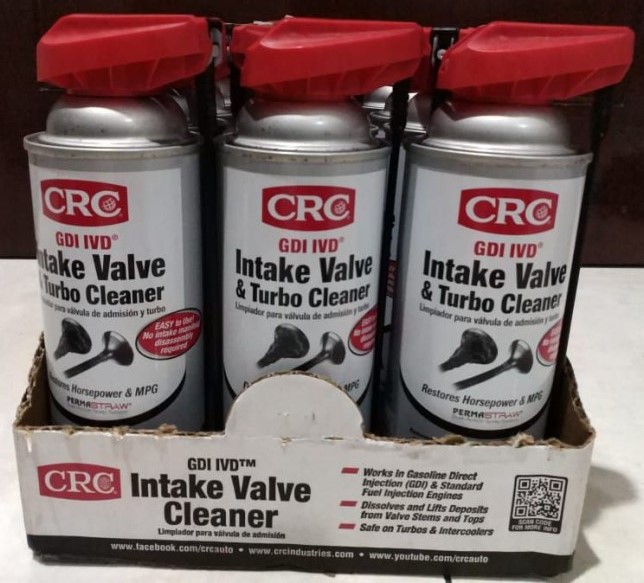 CRC
GDI IVD®
ntake Valve
Turbo Cleaner
para válvula de admisión y turbo
EASY to Use!
No intake manifold
disassembly
required
Restores Horsepower & MPG
PERMASTRAW™
CRC
GDI IVD®
Intake Valve
& Turbo Cleaner
Limpiador para válvula de admisión y turbo
MPG
CRC
GDI IVD®
Intake Valve
& Turbo Cleaner
Limpiador para válvula de admisión y turbo
Restores Horsepower & MPG
PERMASTRAW™
CRC
GDI IVD™
Intake Valve
Cleaner
Limpiador para válvula de admisión
Works in Gasoline Direct
Injection (GDI) & Standard
Fuel Injection Engines
Dissolves and Lifts Deposits
from Valve Stems and Tops
Safe on Turbos & Intercoolers
SCAN CODE
FOR MORE INFO
www.facebook.com/crcauto • www.crcindustries.com • www.youtube.com/crcauto